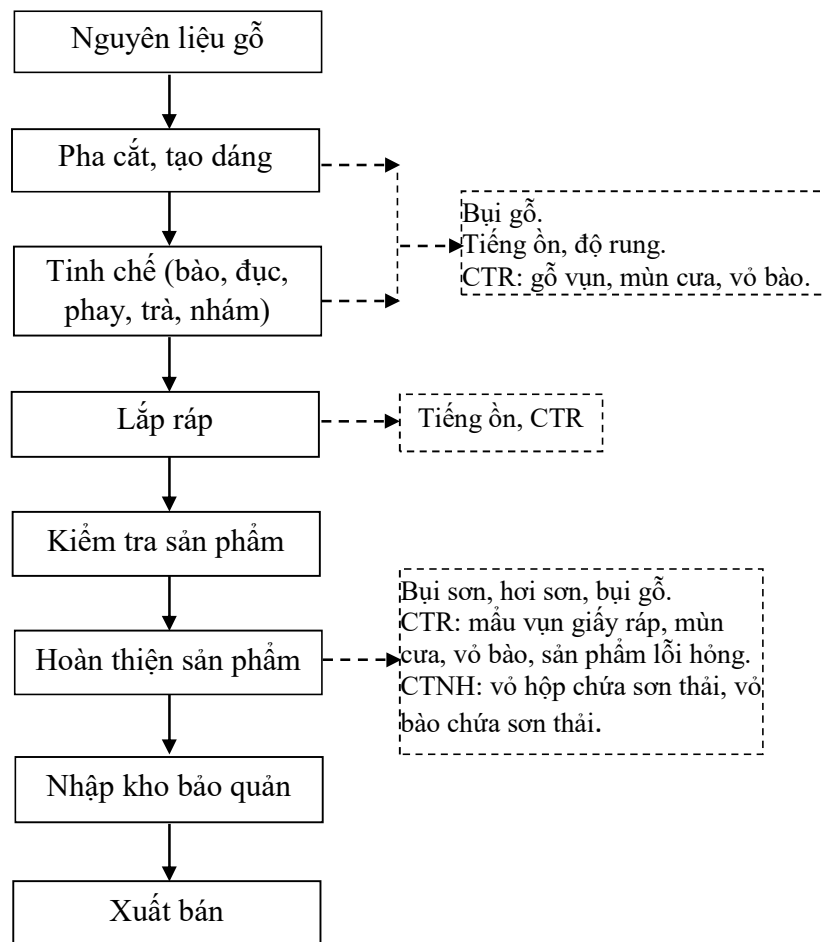 Nguyên liệu gỗ
Pha cắt, tạo dáng
Bụi gỗ.
Tiếng ồn, độ rung.
CTR: gỗ vụn, mùn cưa, vỏ bào.
Tinh chế (bào, đục,
phay, trà, nhám)
Lắp ráp
Tiếng ồn, CTR
Kiểm tra sản phẩm
Bụi sơn, hơi sơn, bụi gỗ.
CTR: mẩu vụn giấy ráp, mùn
cưa, vỏ bào, sản phẩm lỗi hỏng.
CTNH: vỏ hộp chứa sơn thải, vỏ
bào chứa sơn thải.
Hoàn thiện sản phẩm
Nhập kho bảo quản
Xuất bán